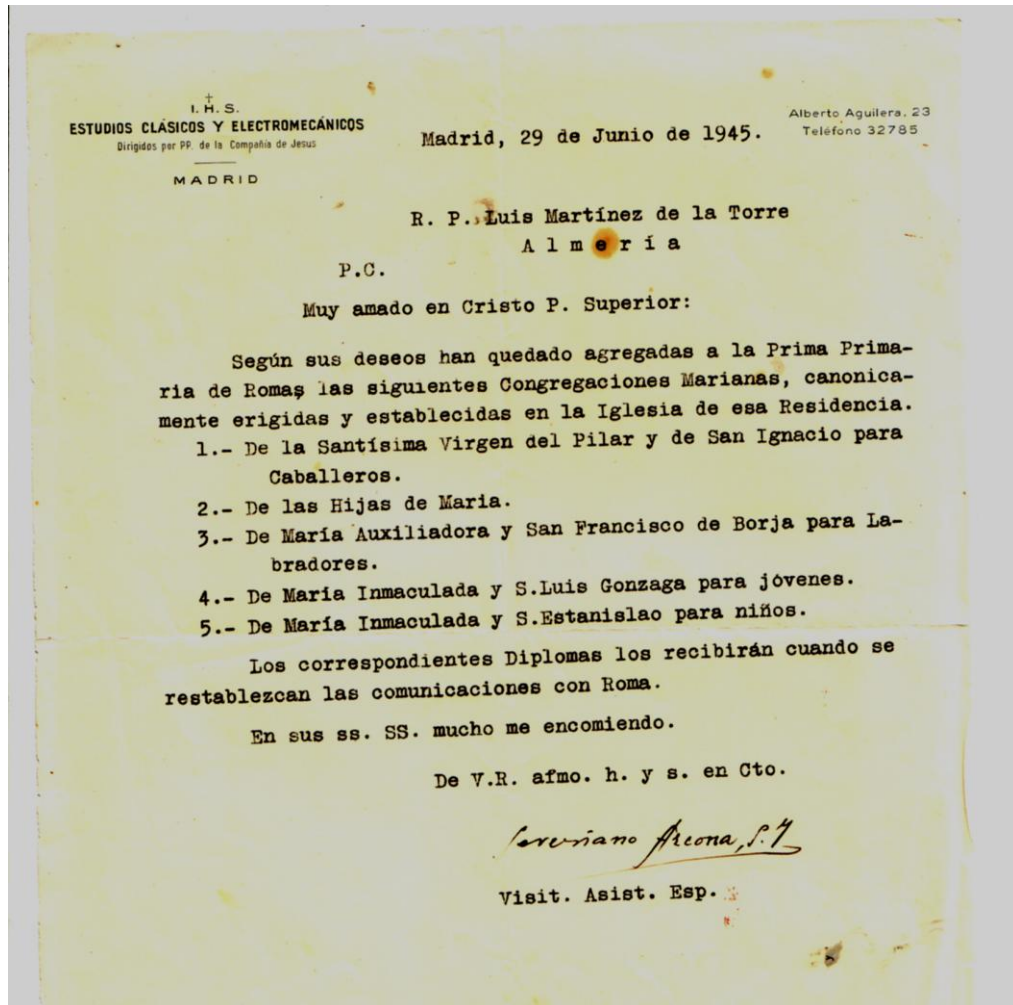 I. H. S.
ESTUDIOS CLÁSICOS Y ELECTROMECÁNICOS
Dirigidos por PP. de la Compañia de Jesus
MADRID
Alberto Aguilera, 23
Teléfono 32785
Madrid, 29 de Junio de 1945.
R. P. Luis Martínez de la Torre
A l m e r í a
P.C.
Muy amado en Cristo P. Superior:
Según sus deseos han quedado agregadas a la Prima Prima-
ria de Romas las siguientes Congregaciones Marianas, canonica-
mente erigidas y establecidas en la Iglesia de esa Residencia.
1.- De la Santísima Virgen del Pilar y de San Ignacio para
Caballeros.
2.- De las Hijas de Maria.
3.- De María Auxiliadora y San Francisco de Borja para La-
bradores.
4.- De María Inmaculada y S.Luis Gonzaga para jóvenes.
5.- De María Inmaculada y S.Estanislao para niños.
Los correspondientes Diplomas los recibirán cuando se
restablezcan las comunicaciones con Roma.
En sus ss. SS. mucho me encomiendo.
De V.R. afmo. h. y s. en Cto.
Severiano Azcona, S.J
Visit. Asist. Esp.